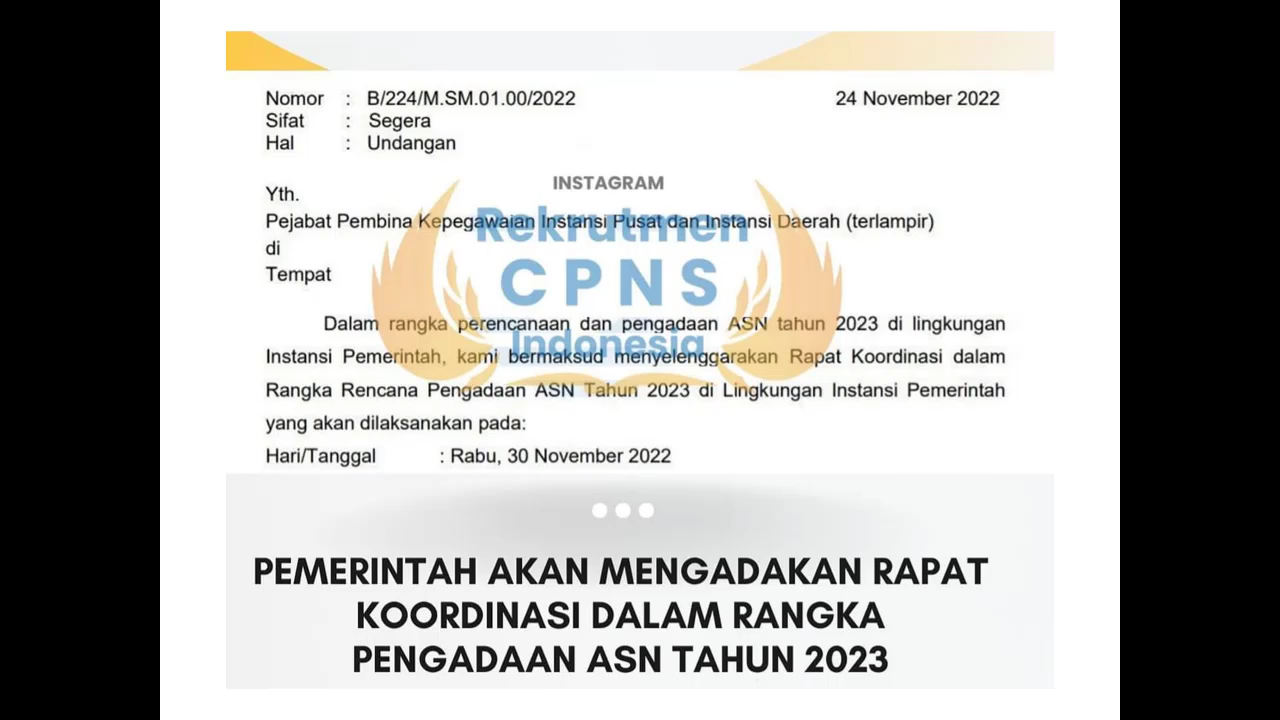 Nomor : B/224/M.SM.01.00/2022 24 November 2022
Sifat : Segera
Hal : Undangan
INSTAGRAM
Yth.
Rekrutmen
Pejabat Pembina Kepegawaian Instansi Pusat dan Instansi Daerah (terlampir)
di
CPNS
Tempat
Dalam rangka perencanaan dan pengadaan ASN tahun 2023 di lingkungan
Indonesia
Instansi Pemerintah, kami bermaksud menyelenggarakan Rapat Koordinasi dalam
Rangka Rencana Pengadaan ASN Tahun 2023 di Lingkungan Instansi Pemerintah
yang akan dilaksanakan pada:
Hari/Tanggal : Rabu, 30 November 2022
PEMERINTAH AKAN MENGADAKAN RAPAT
KOORDINASI DALAM RANGKA
PENGADAAN ASN TAHUN 2023